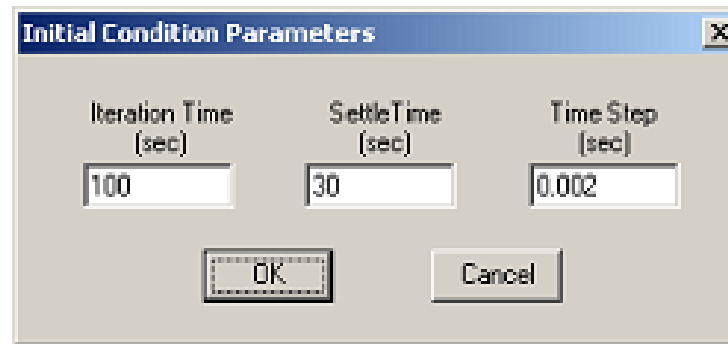 Initial Condition Parameters
Iteration Time SettleTime Time Step
(sec) (sec) (sec)
100 30 0.002
OK Cancel